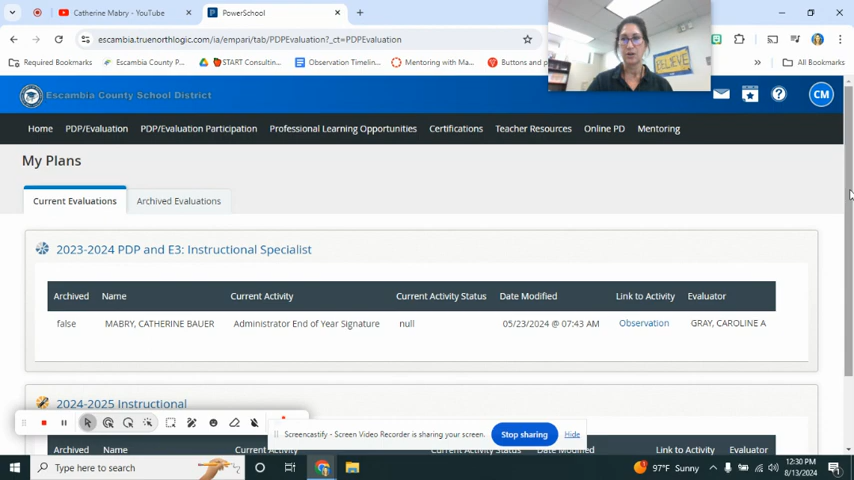 Catherine Mabry - YouTube
PowerSchool
escambia.truenorthlogic.com/ia/empari/tab/PDPEvaluation?_ct=PDPEvaluation
Required Bookmarks
Escambia County P...
START Consulting...
Observation Timelin...
Mentoring with Ma...
Buttons and p
All Bookmarks
BELIEVE
Escambia County School District
CM
Home
PDP/Evaluation
PDP/Evaluation Participation
Professional Learning Opportunities
Certifications
Teacher Resources
Online PD
Mentoring
My Plans
Current Evaluations
Archived Evaluations
2023-2024 PDP and E3: Instructional Specialist
Archived Name Current Activity Current Activity Status Date Modified Link to Activity Evaluator
false MABRY, CATHERINE BAUER Administrator End of Year Signature null 05/23/2024 @ 07:43 AM Observation GRAY, CAROLINE A
2024-2025 Instructional
Screencastify - Screen Video Recorder is sharing your screen.
Stop sharing
Hide
Archived Name Current Activity Current Activity Status Date Modified Link to Activity Evaluator
Type here to search
97°F Sunny
12:30 PM
8/13/2024